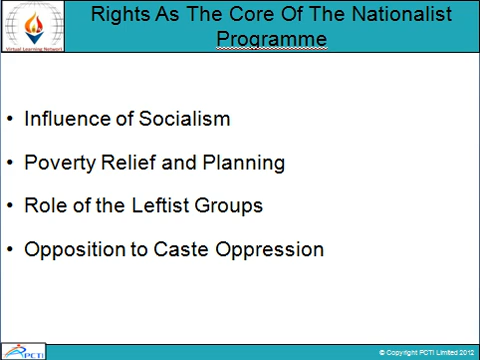 Rights As The Core Of The Nationalist
Programme
Virtual Learning Network
• Influence of Socialism
• Poverty Relief and Planning
• Role of the Leftist Groups
• Opposition to Caste Oppression
PCTI
© Copyright PCTI Limited 2012